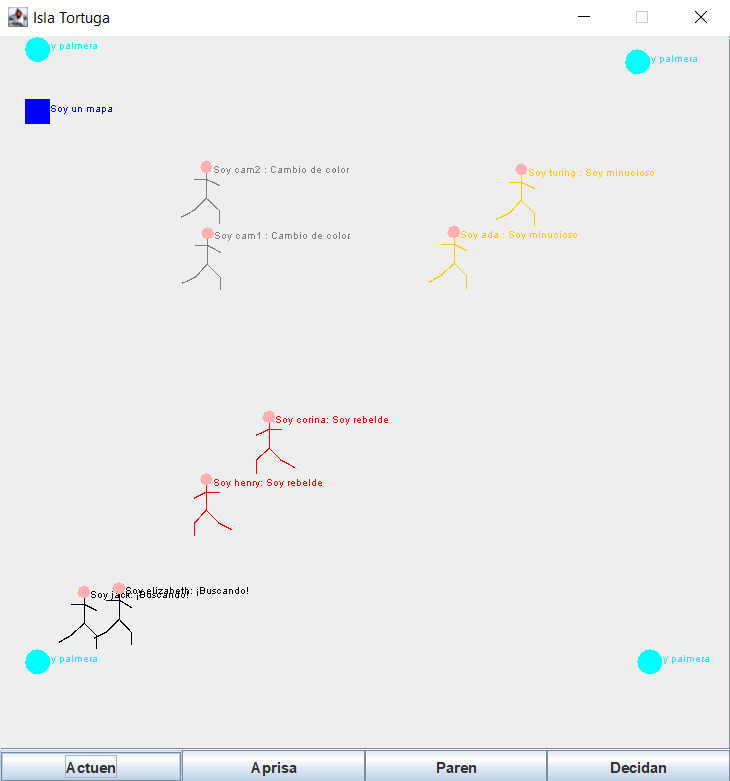 Isla Tortuga
y palmera
y palmera
Soy un mapa
Soy cam2 : Cambio de color
Soy turing : Soy minucioso
Soy cam1 : Cambio de color
Soy ada : Soy minucioso
Soy corina: Soy rebelde
Soy henry: Soy rebelde
Soy elizabeth: ¡Buscando!
Soy jack: ¡Buscando!
y palmera
y palmera
Actuen
Aprisa
Paren
Decidan